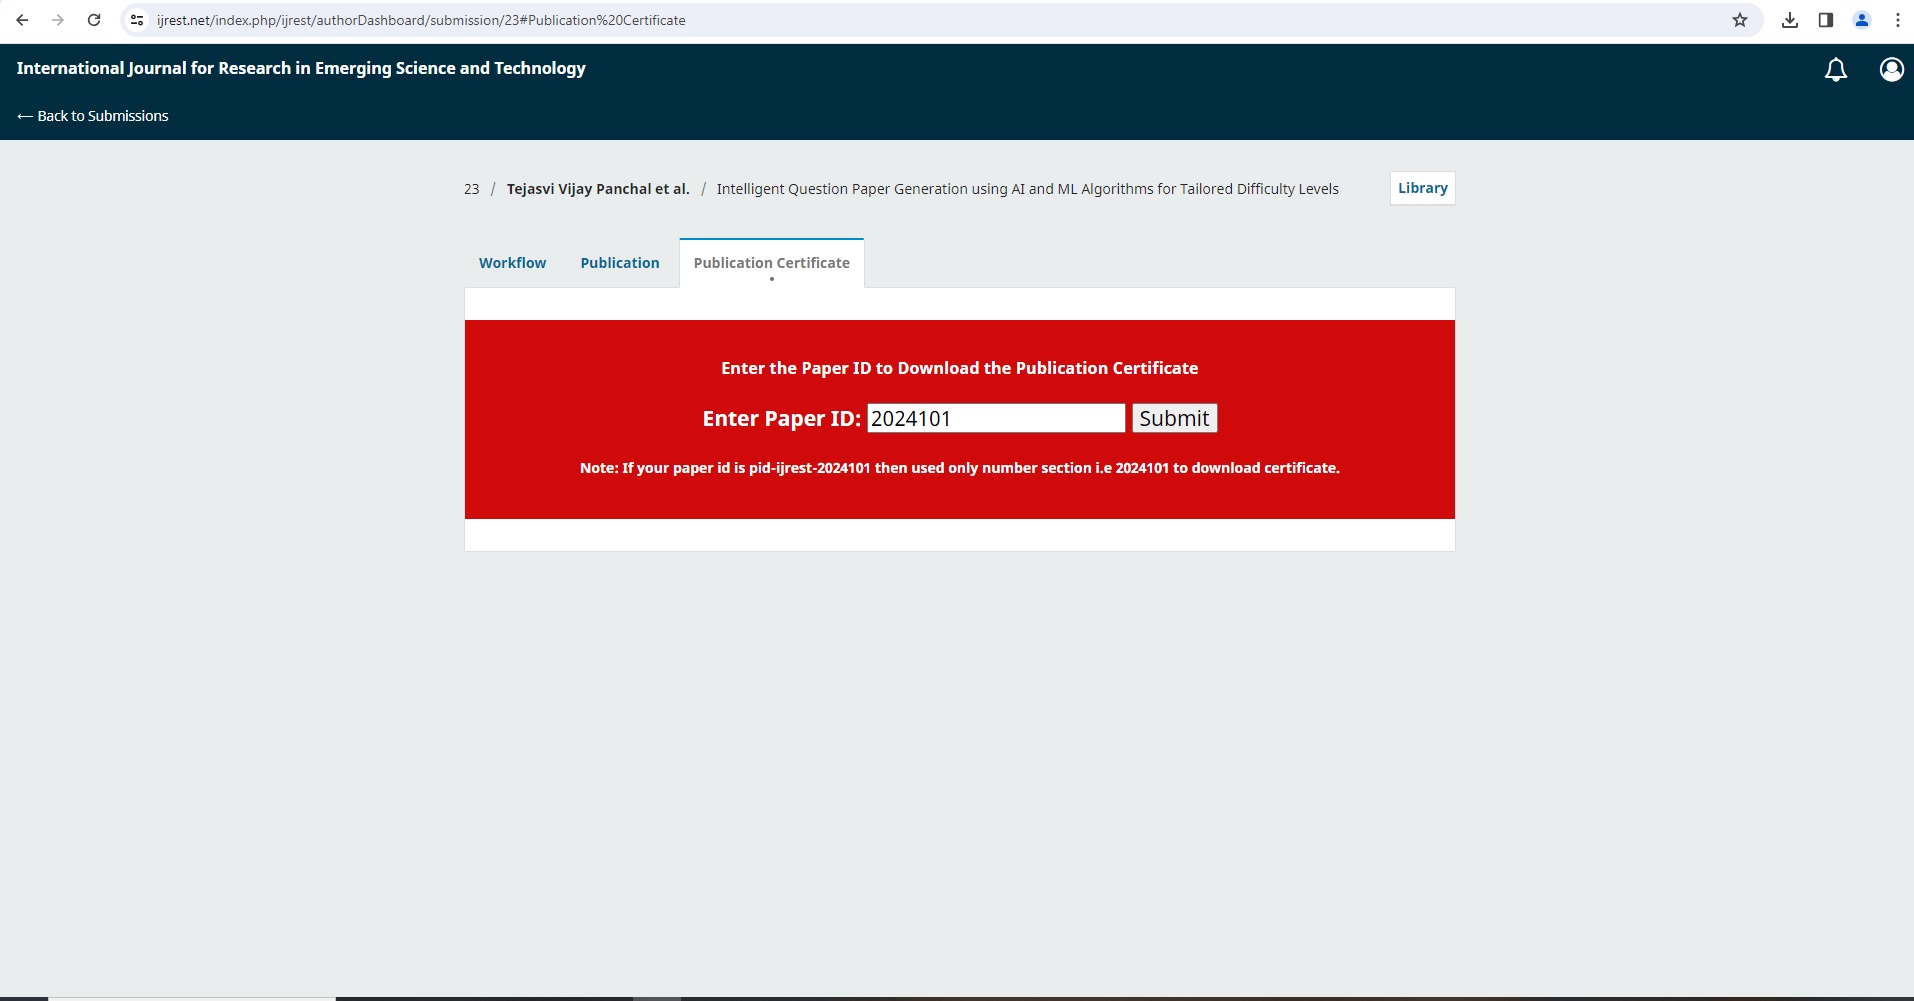 ijrest.net/index.php/ijrest/authorDashboard/submission/23#Publication%20Certificate
International Journal for Research in Emerging Science and Technology
← Back to Submissions
23 / Tejasvi Vijay Panchal et al. / Intelligent Question Paper Generation using AI and ML Algorithms for Tailored Difficulty Levels
Library
Workflow Publication Publication Certificate
Enter the Paper ID to Download the Publication Certificate
Enter Paper ID: 2024101 Submit
Note: If your paper id is pid-ijrest-2024101 then used only number section i.e 2024101 to download certificate.